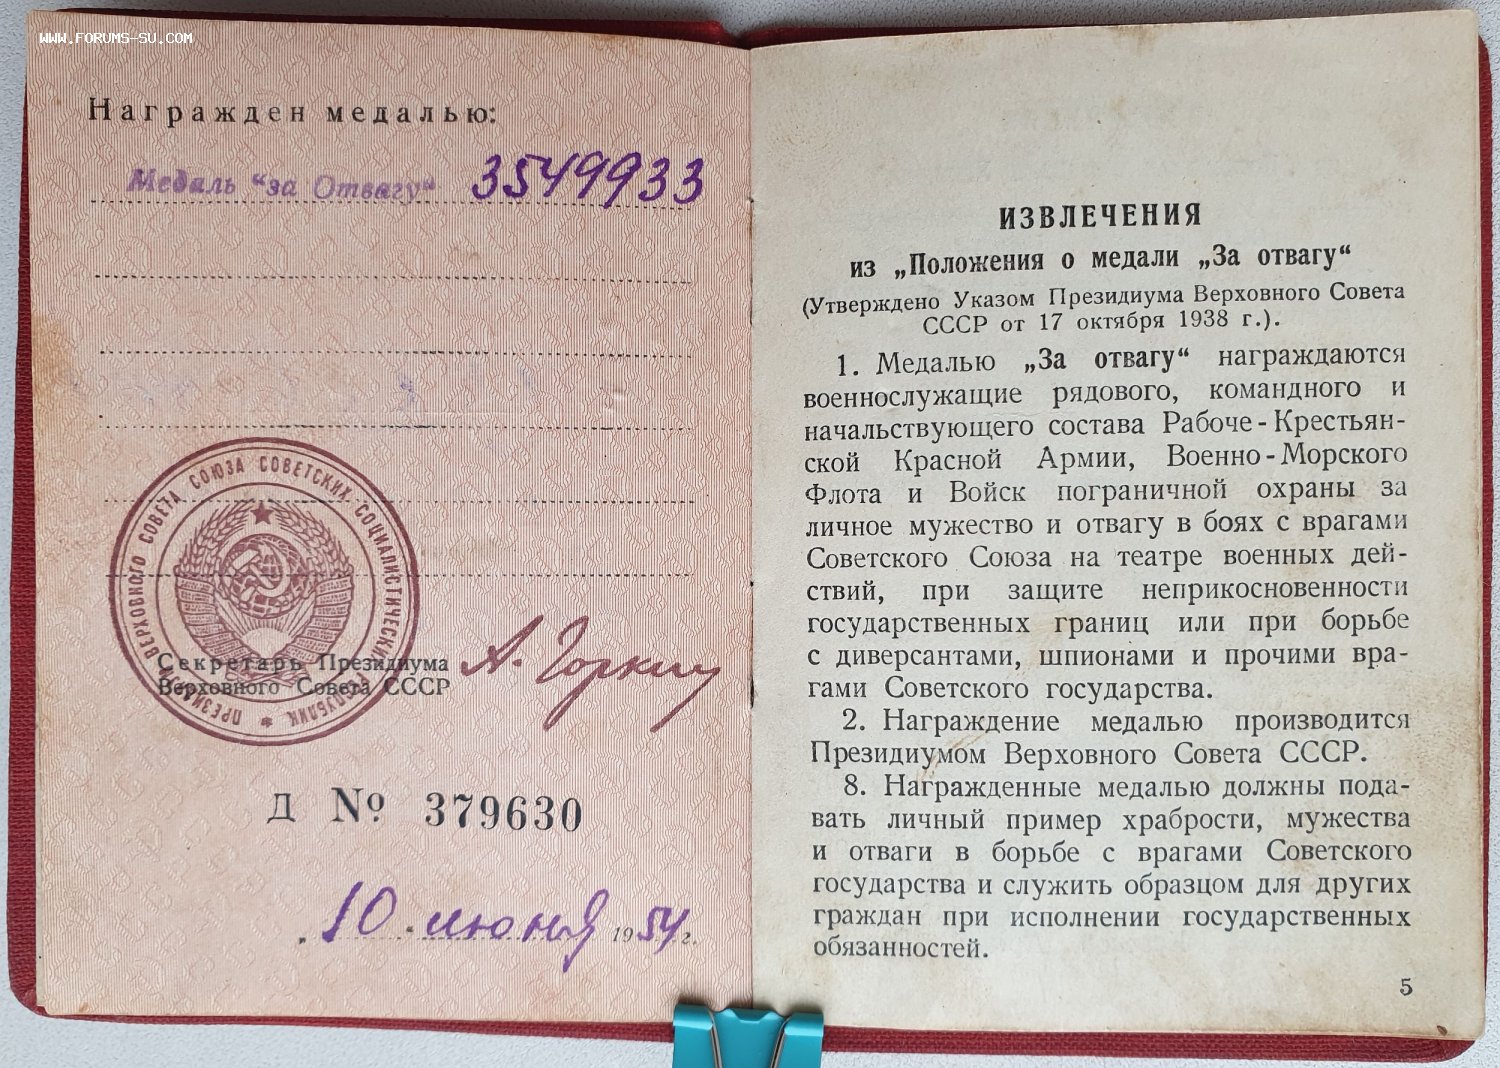 WWW.FORUMS-SU.COM
Награжден медалью:
Медаль "за Отвагу" 3549933
ПРЕЗИДИУМ ВЕРХОВНОГО СОВЕТА СОЮЗА СОВЕТСКИХ СОЦИАЛИСТИЧЕСКИХ РЕСПУБЛИК
Секретарь Президиума
Верховного Совета СССР
А. Горкин
Д № 379630
„10" июня 1954 г.
ИЗВЛЕЧЕНИЯ
из „Положения о медали „За отвагу“
(Утверждено Указом Президиума Верховного Совета
СССР от 17 октября 1938 г.).
1. Медалью „За отвагу“ награждаются
военнослужащие рядового, командного и
начальствующего состава Рабоче-Крестьян-
ской Красной Армии, Военно-Морского
Флота и Войск пограничной охраны за
личное мужество и отвагу в боях с врагами
Советского Союза на театре военных дей-
ствий, при защите неприкосновенности
государственных границ или при борьбе
с диверсантами, шпионами и прочими вра-
гами Советского государства.
2. Награждение медалью производится
Президиумом Верховного Совета СССР.
8. Награжденные медалью должны пода-
вать личный пример храбрости, мужества
и отваги в борьбе с врагами Советского
государства и служить образцом для других
граждан при исполнении государственных
обязанностей.
5